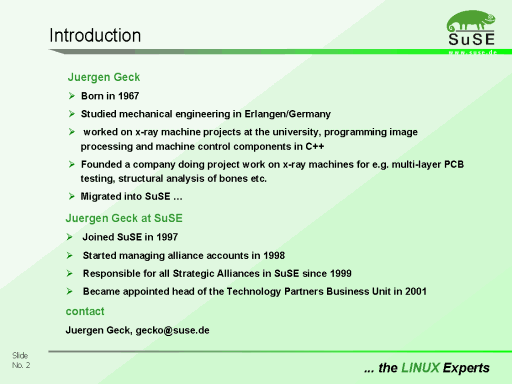 Introduction
SuSE
www.suse.de
Juergen Geck
Born in 1967
Studied mechanical engineering in Erlangen/Germany
worked on x-ray machine projects at the university, programming image
processing and machine control components in C++
Founded a company doing project work on x-ray machines for e.g. multi-layer PCB
testing, structural analysis of bones etc.
Migrated into SuSE ...
Juergen Geck at SuSE
Joined SuSE in 1997
Started managing alliance accounts in 1998
Responsible for all Strategic Alliances in SuSE since 1999
Became appointed head of the Technology Partners Business Unit in 2001
contact
Juergen Geck, gecko@suse.de
Slide
No. 2
... the LINUX Experts